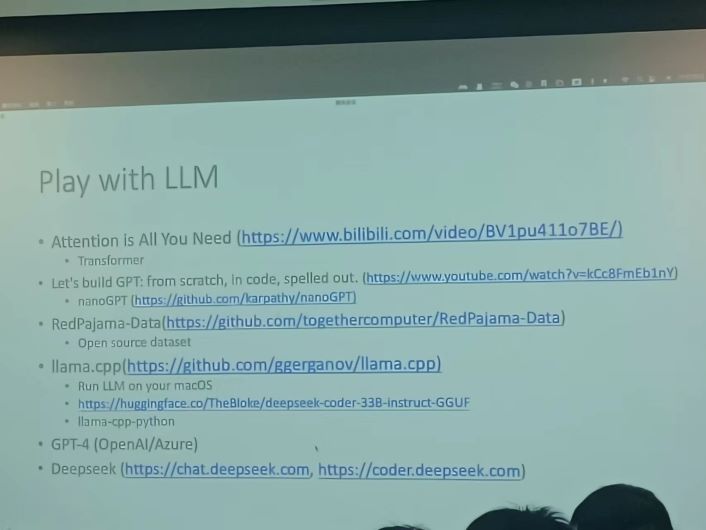 Play with LLM
• Attention is All You Need (https://www.bilibili.com/video/BV1pu411o7BE/)
• Transformer
• Let's build GPT: from scratch, in code, spelled out. (https://www.youtube.com/watch?v=kCc8FmEb1nY)
• nanoGPT (https://github.com/karpathy/nanoGPT)
• RedPajama-Data(https://github.com/togethercomputer/RedPajama-Data)
• Open source dataset
• llama.cpp(https://github.com/ggerganov/llama.cpp)
• Run LLM on your macOS
• https://huggingface.co/TheBloke/deepseek-coder-33B-instruct-GGUF
• llama-cpp-python
• GPT-4 (OpenAI/Azure)
• Deepseek (https://chat.deepseek.com, https://coder.deepseek.com)